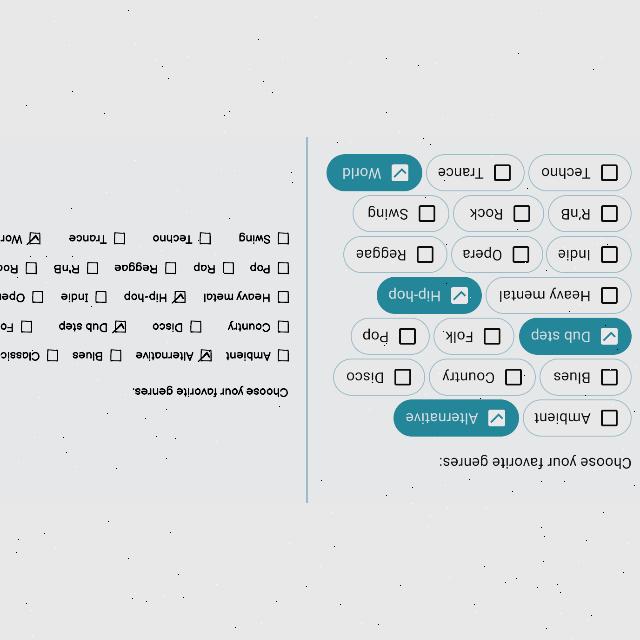 Choose your favorite genres:
Ambient Alternative
Blues Country Disco
Dub step Folk. Pop
Heavy mental Hip-hop
Indie Opera Reggae
R'nB Rock Swing
Techno Trance World
Choose your favorite genres.
Ambient Alternative Blues Classic
Country Disco Dub step Fo
Heavy metal Hip-hop Indie Ope
Pop Rap Reggae R'nB Roc
Swing Techno Trance Wor